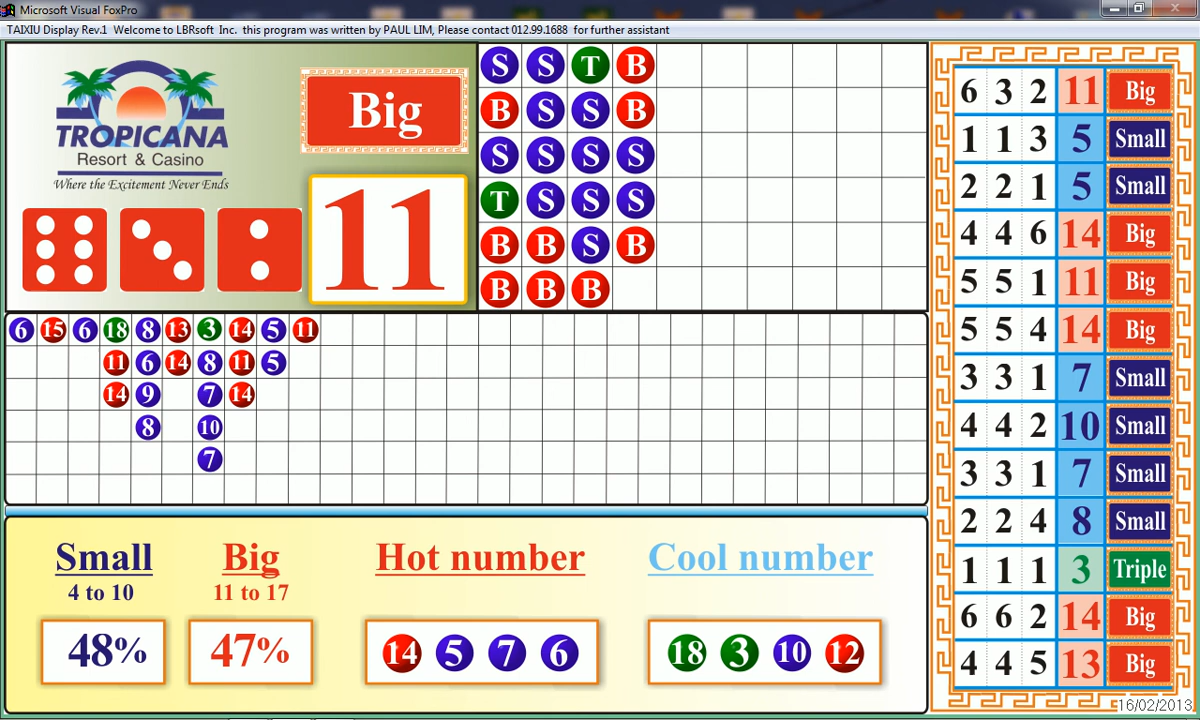 Microsoft Visual FoxPro
TAIXIU Display Rev.1 Welcome to LBRsoft Inc. this program was written by PAUL LIM, Please contact 012.99.1688 for further assistant
TROPICANA
Resort & Casino
Where the Excitement Never Ends
Big
11
S S T B
B S S B
S S S S
T S S S
B B S B
B B B
6 15 6 18 8 13 3 14 5 11
11 6 14 8 11 5
14 9 7 14
8 10
7
Small
4 to 10
48%
Big
11 to 17
47%
Hot number
14 5 7 6
Cool number
18 3 10 12
6 3 2 11 Big
1 1 3 5 Small
2 2 1 5 Small
4 4 6 14 Big
5 5 1 11 Big
5 5 4 14 Big
3 3 1 7 Small
4 4 2 10 Small
3 3 1 7 Small
2 2 4 8 Small
1 1 1 3 Triple
6 6 2 14 Big
4 4 5 13 Big
16/02/2013